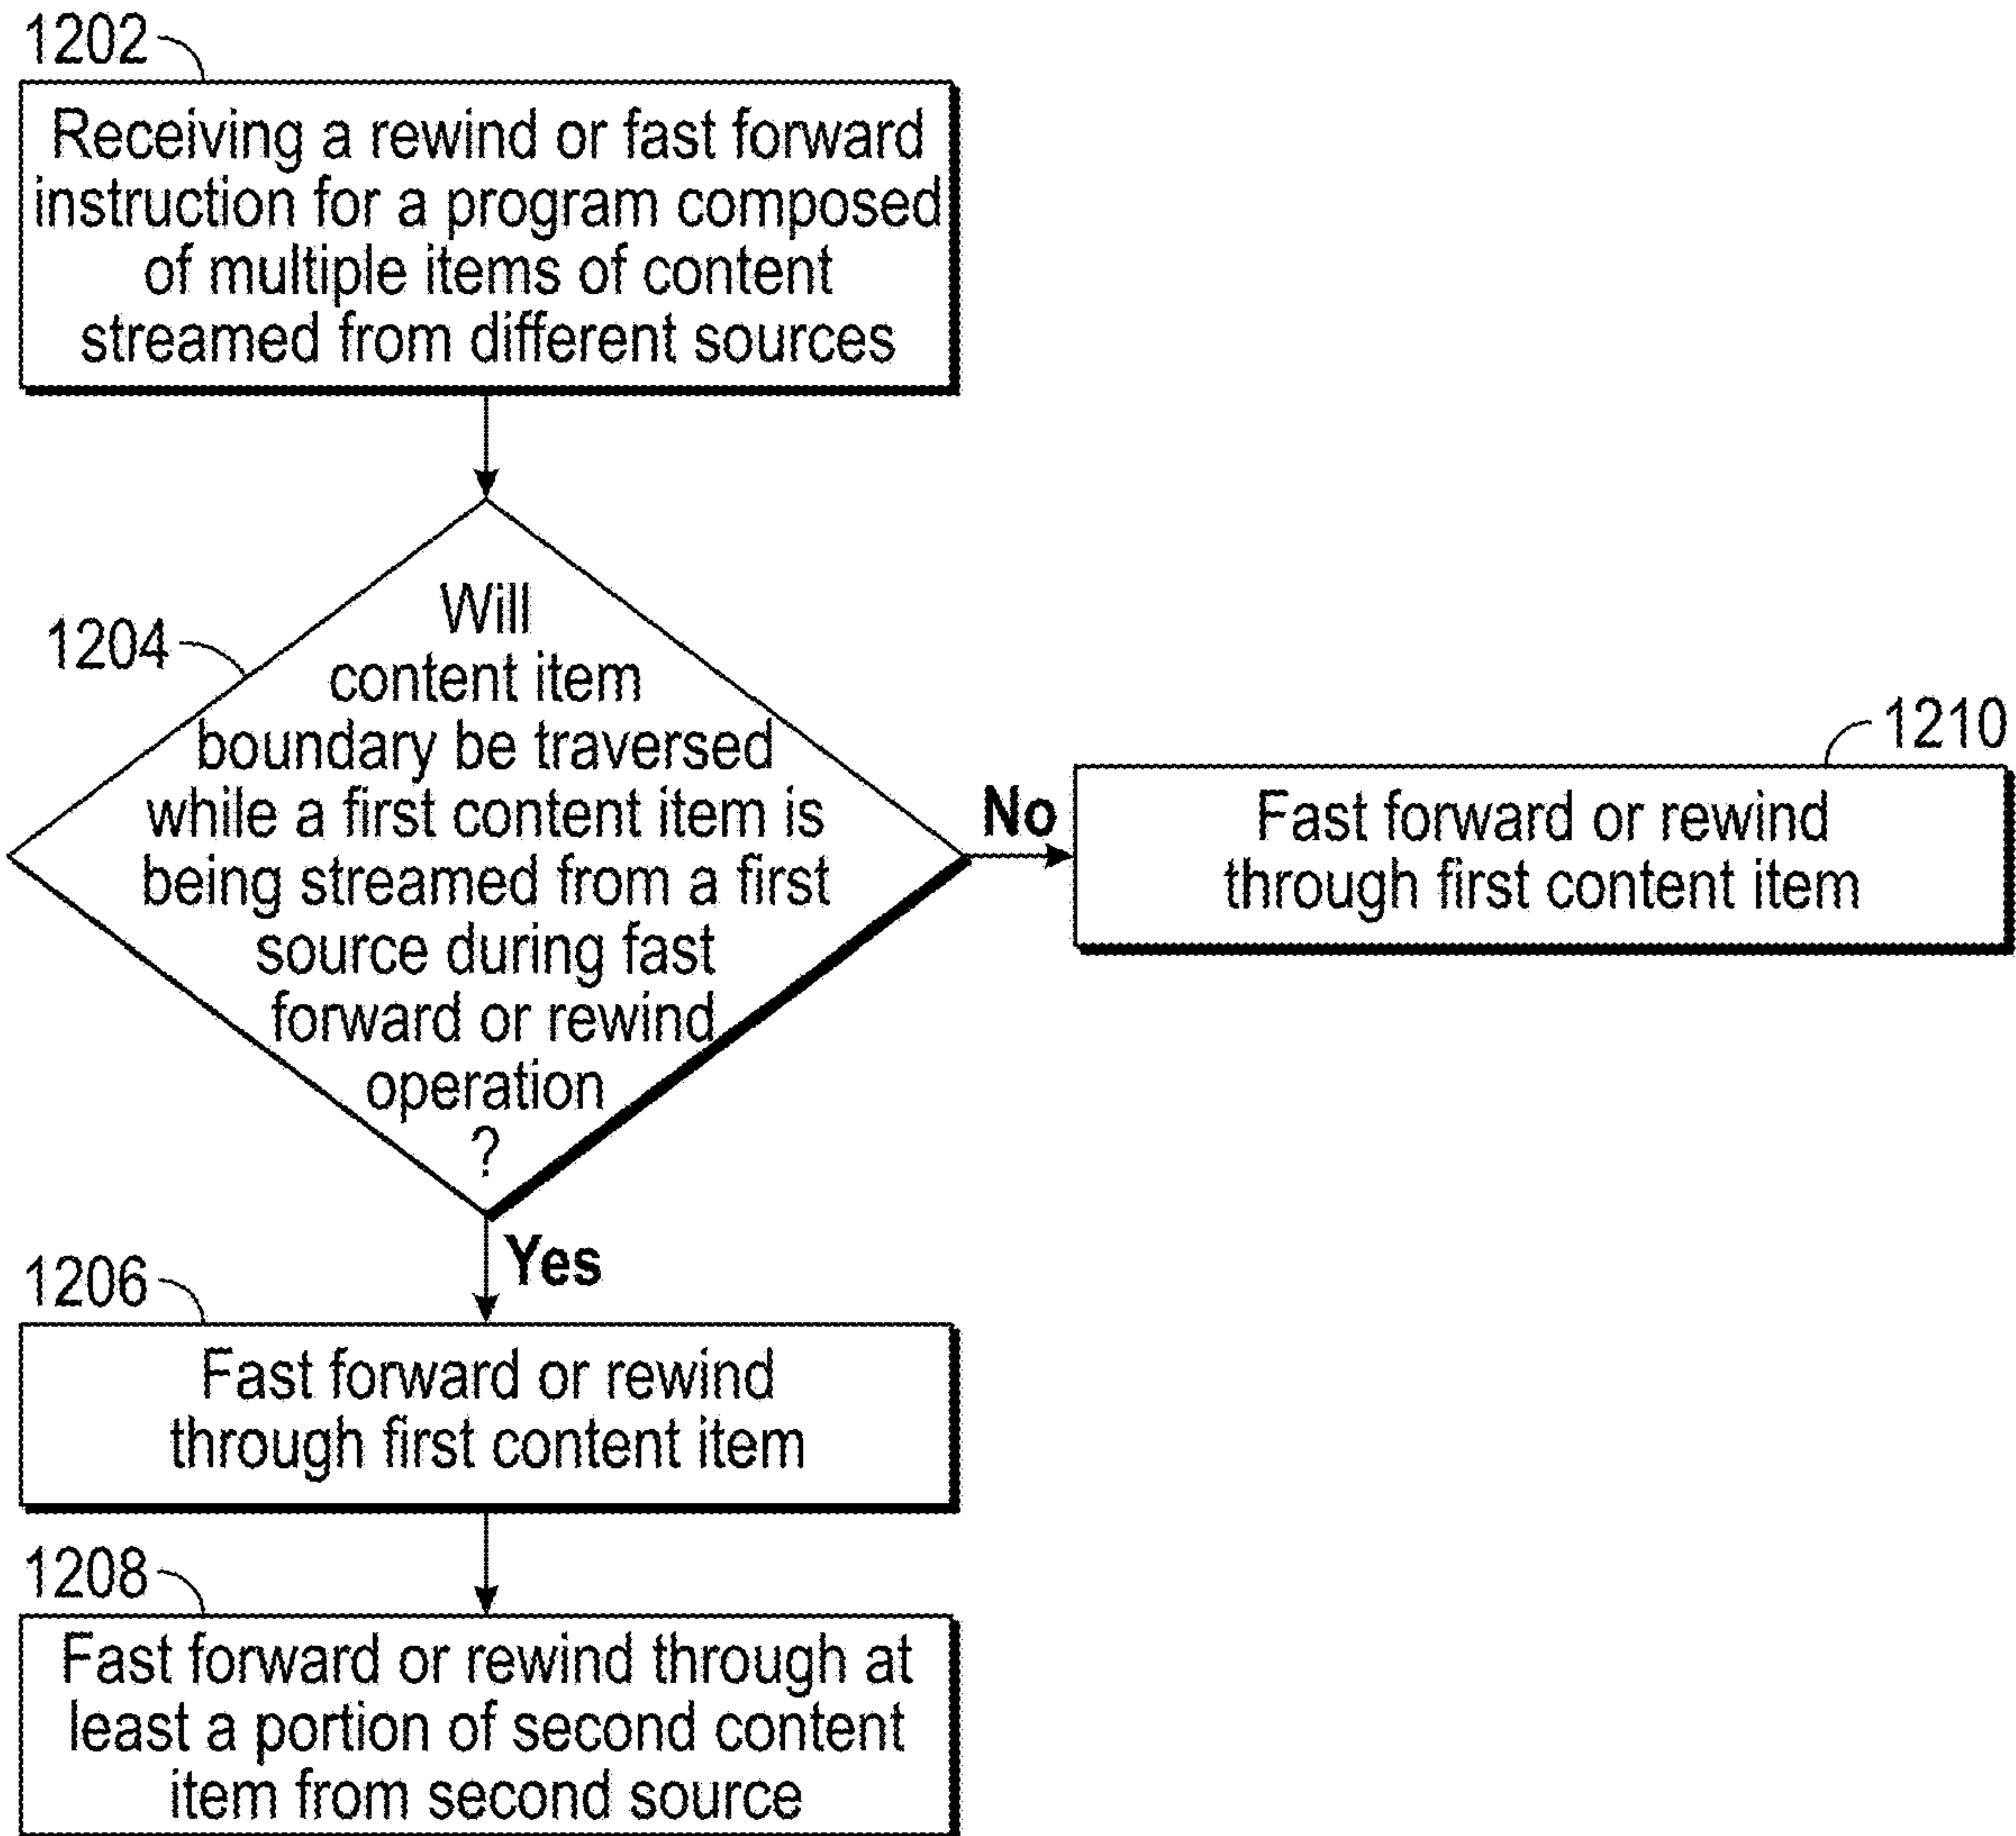 1202
Receiving a rewind or fast forward
instruction for a program composed
of multiple items of content
streamed from different sources
1204
Will
content item
boundary be traversed
while a first content item is
being streamed from a first
source during fast
forward or rewind
operation
?
No
1210
Fast forward or rewind
through first content item
Yes
1206
Fast forward or rewind
through first content item
1208
Fast forward or rewind through at
least a portion of second content
item from second source